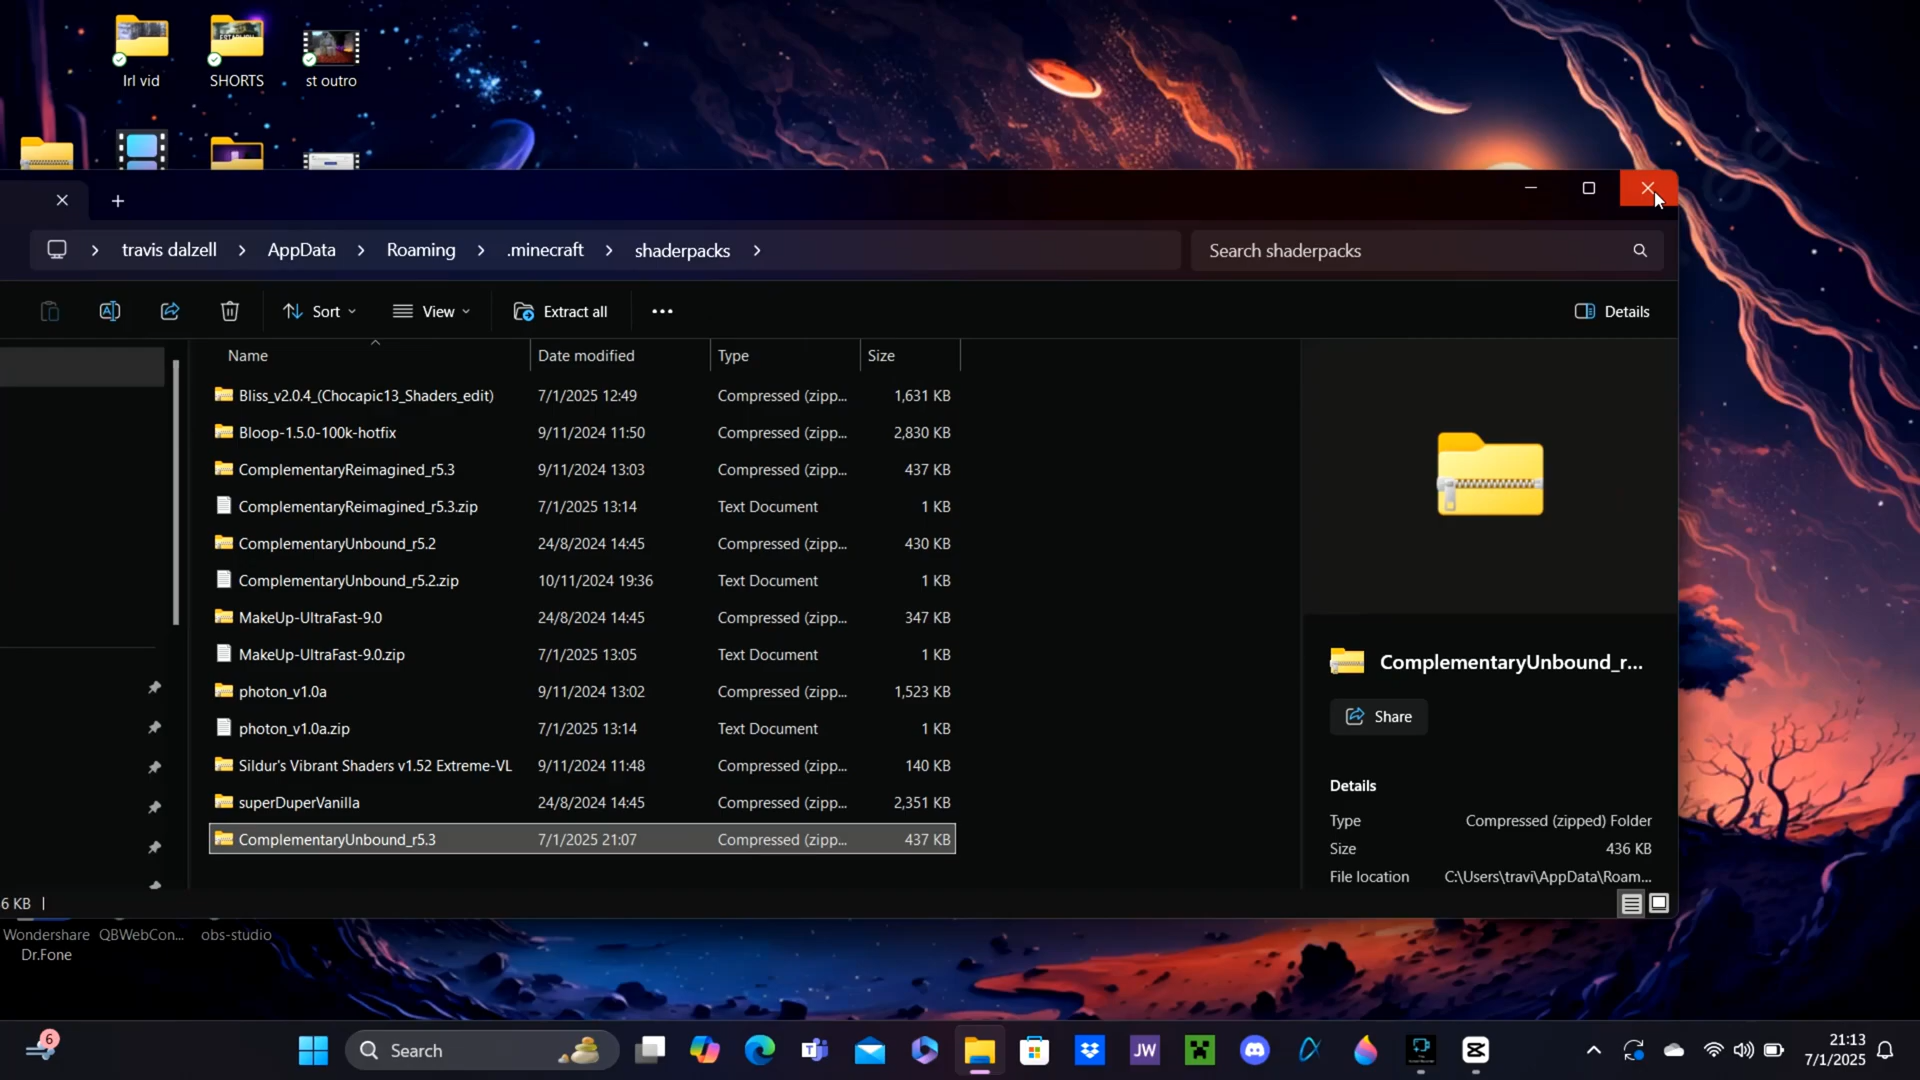 Irl vid
SHORTS
st outro
travis dalzell
AppData
Roaming
.minecraft
shaderpacks
Search shaderpacks
Sort
View
Extract all
Details
Name
Date modified
Type
Size
Bliss_v2.0.4_(Chocapic13_Shaders_edit) 7/1/2025 12:49 Compressed (zipp... 1,631 KB
Bloop-1.5.0-100k-hotfix 9/11/2024 11:50 Compressed (zipp... 2,830 KB
ComplementaryReimagined_r5.3 9/11/2024 13:03 Compressed (zipp... 437 KB
ComplementaryReimagined_r5.3.zip 7/1/2025 13:14 Text Document 1 KB
ComplementaryUnbound_r5.2 24/8/2024 14:45 Compressed (zipp... 430 KB
ComplementaryUnbound_r5.2.zip 10/11/2024 19:36 Text Document 1 KB
MakeUp-UltraFast-9.0 24/8/2024 14:45 Compressed (zipp... 347 KB
MakeUp-UltraFast-9.0.zip 7/1/2025 13:05 Text Document 1 KB
photon_v1.0a 9/11/2024 13:02 Compressed (zipp... 1,523 KB
photon_v1.0a.zip 7/1/2025 13:14 Text Document 1 KB
Sildur's Vibrant Shaders v1.52 Extreme-VL 9/11/2024 11:48 Compressed (zipp... 140 KB
superDuperVanilla 24/8/2024 14:45 Compressed (zipp... 2,351 KB
ComplementaryUnbound_r5.3 7/1/2025 21:07 Compressed (zipp... 437 KB
ComplementaryUnbound_r...
Share
Details
Type Compressed (zipped) Folder
Size 436 KB
File location C:\Users\travi\AppData\Roam...
6 KB
Wondershare
Dr.Fone
QBWebCon...
obs-studio
6
Search
JW
21:13
7/1/2025